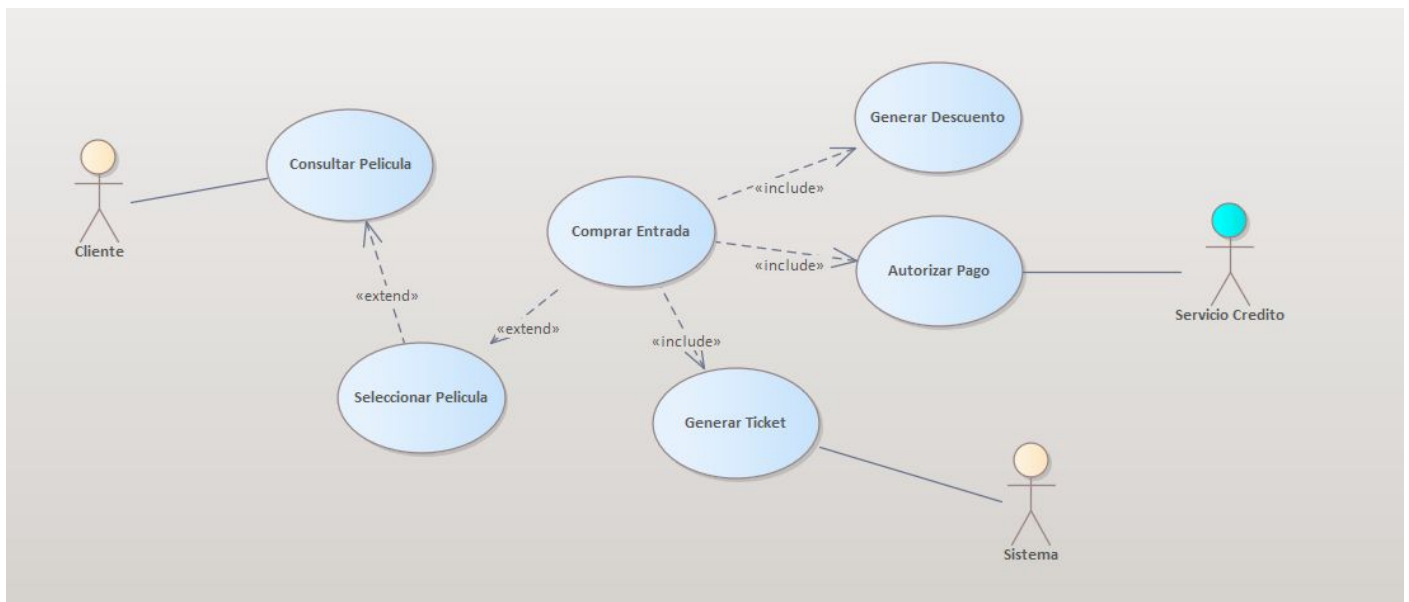 Generar Descuento
Consultar Pelicula
«include»
Comprar Entrada
Cliente
«include»
Autorizar Pago
«extend»
Servicio Credito
«extend»
«include»
Seleccionar Pelicula
Generar Ticket
Sistema